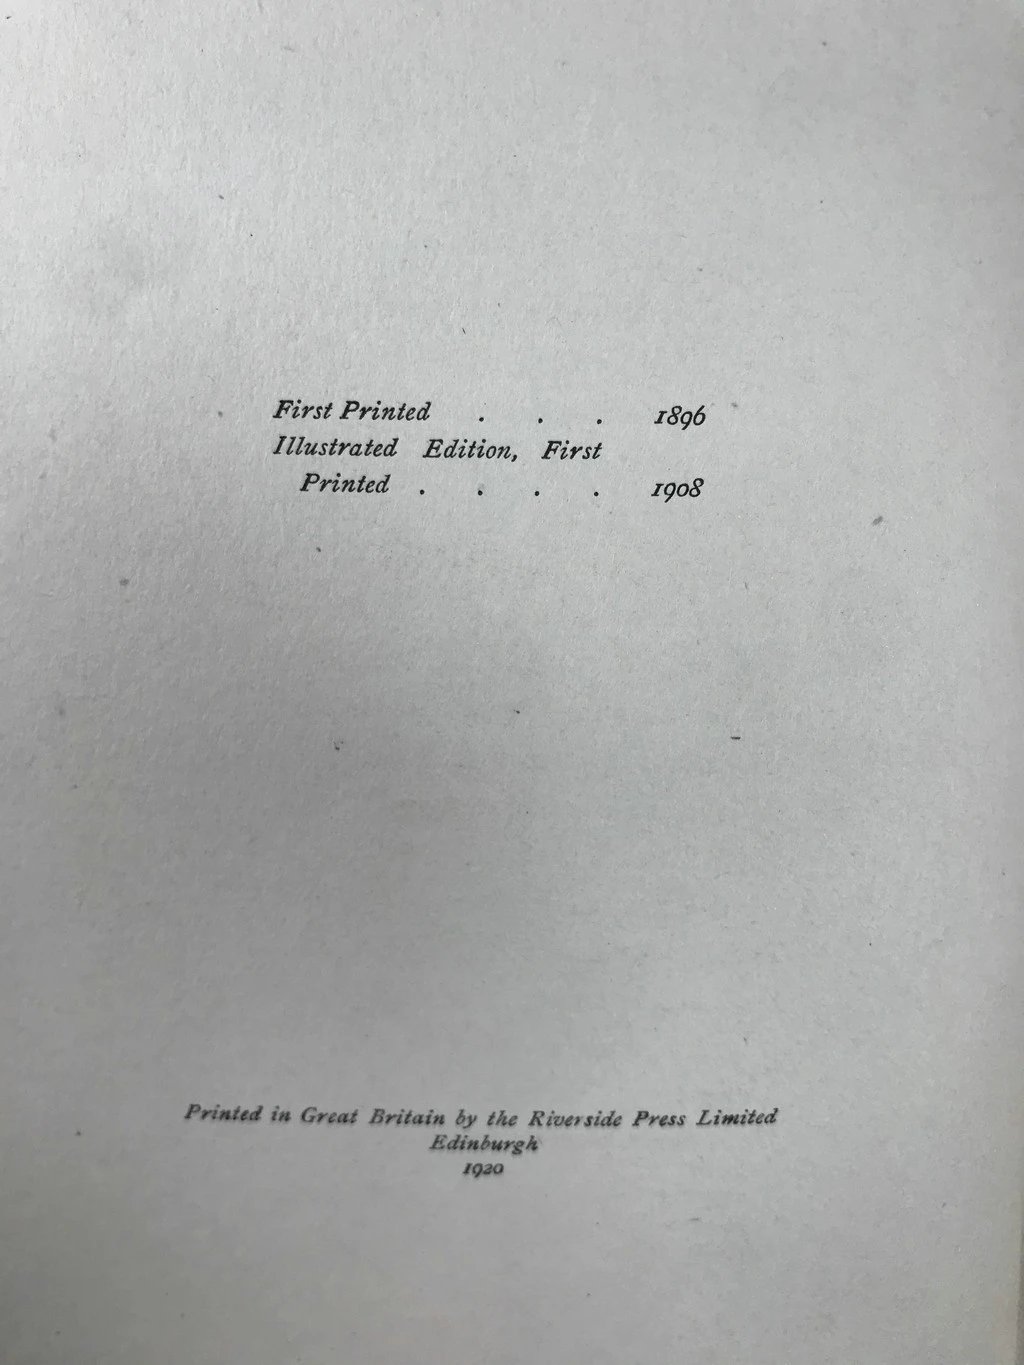 First Printed . . . 1896
Illustrated Edition, First
Printed . . . . 1908
Printed in Great Britain by the Riverside Press Limited
Edinburgh
1920